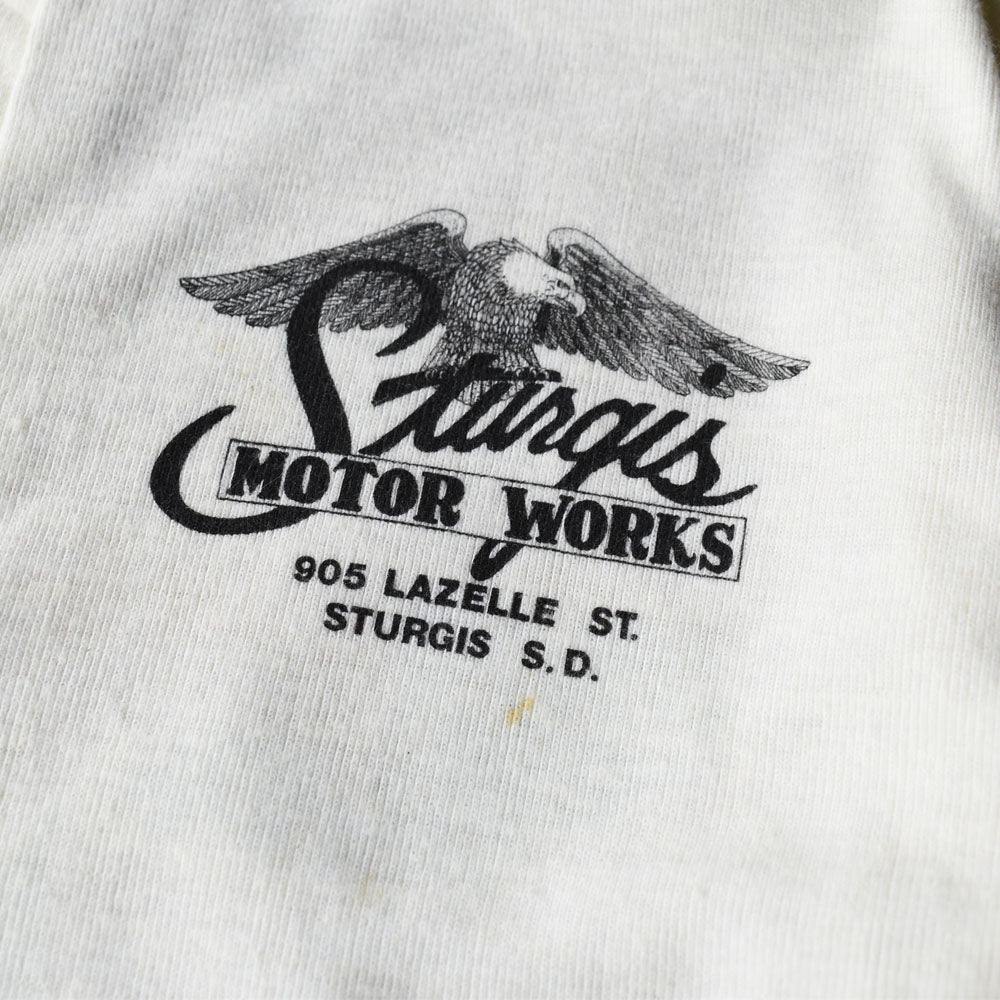 Sturgis
MOTOR WORKS
905 LAZELLE ST.
STURGIS S.D.